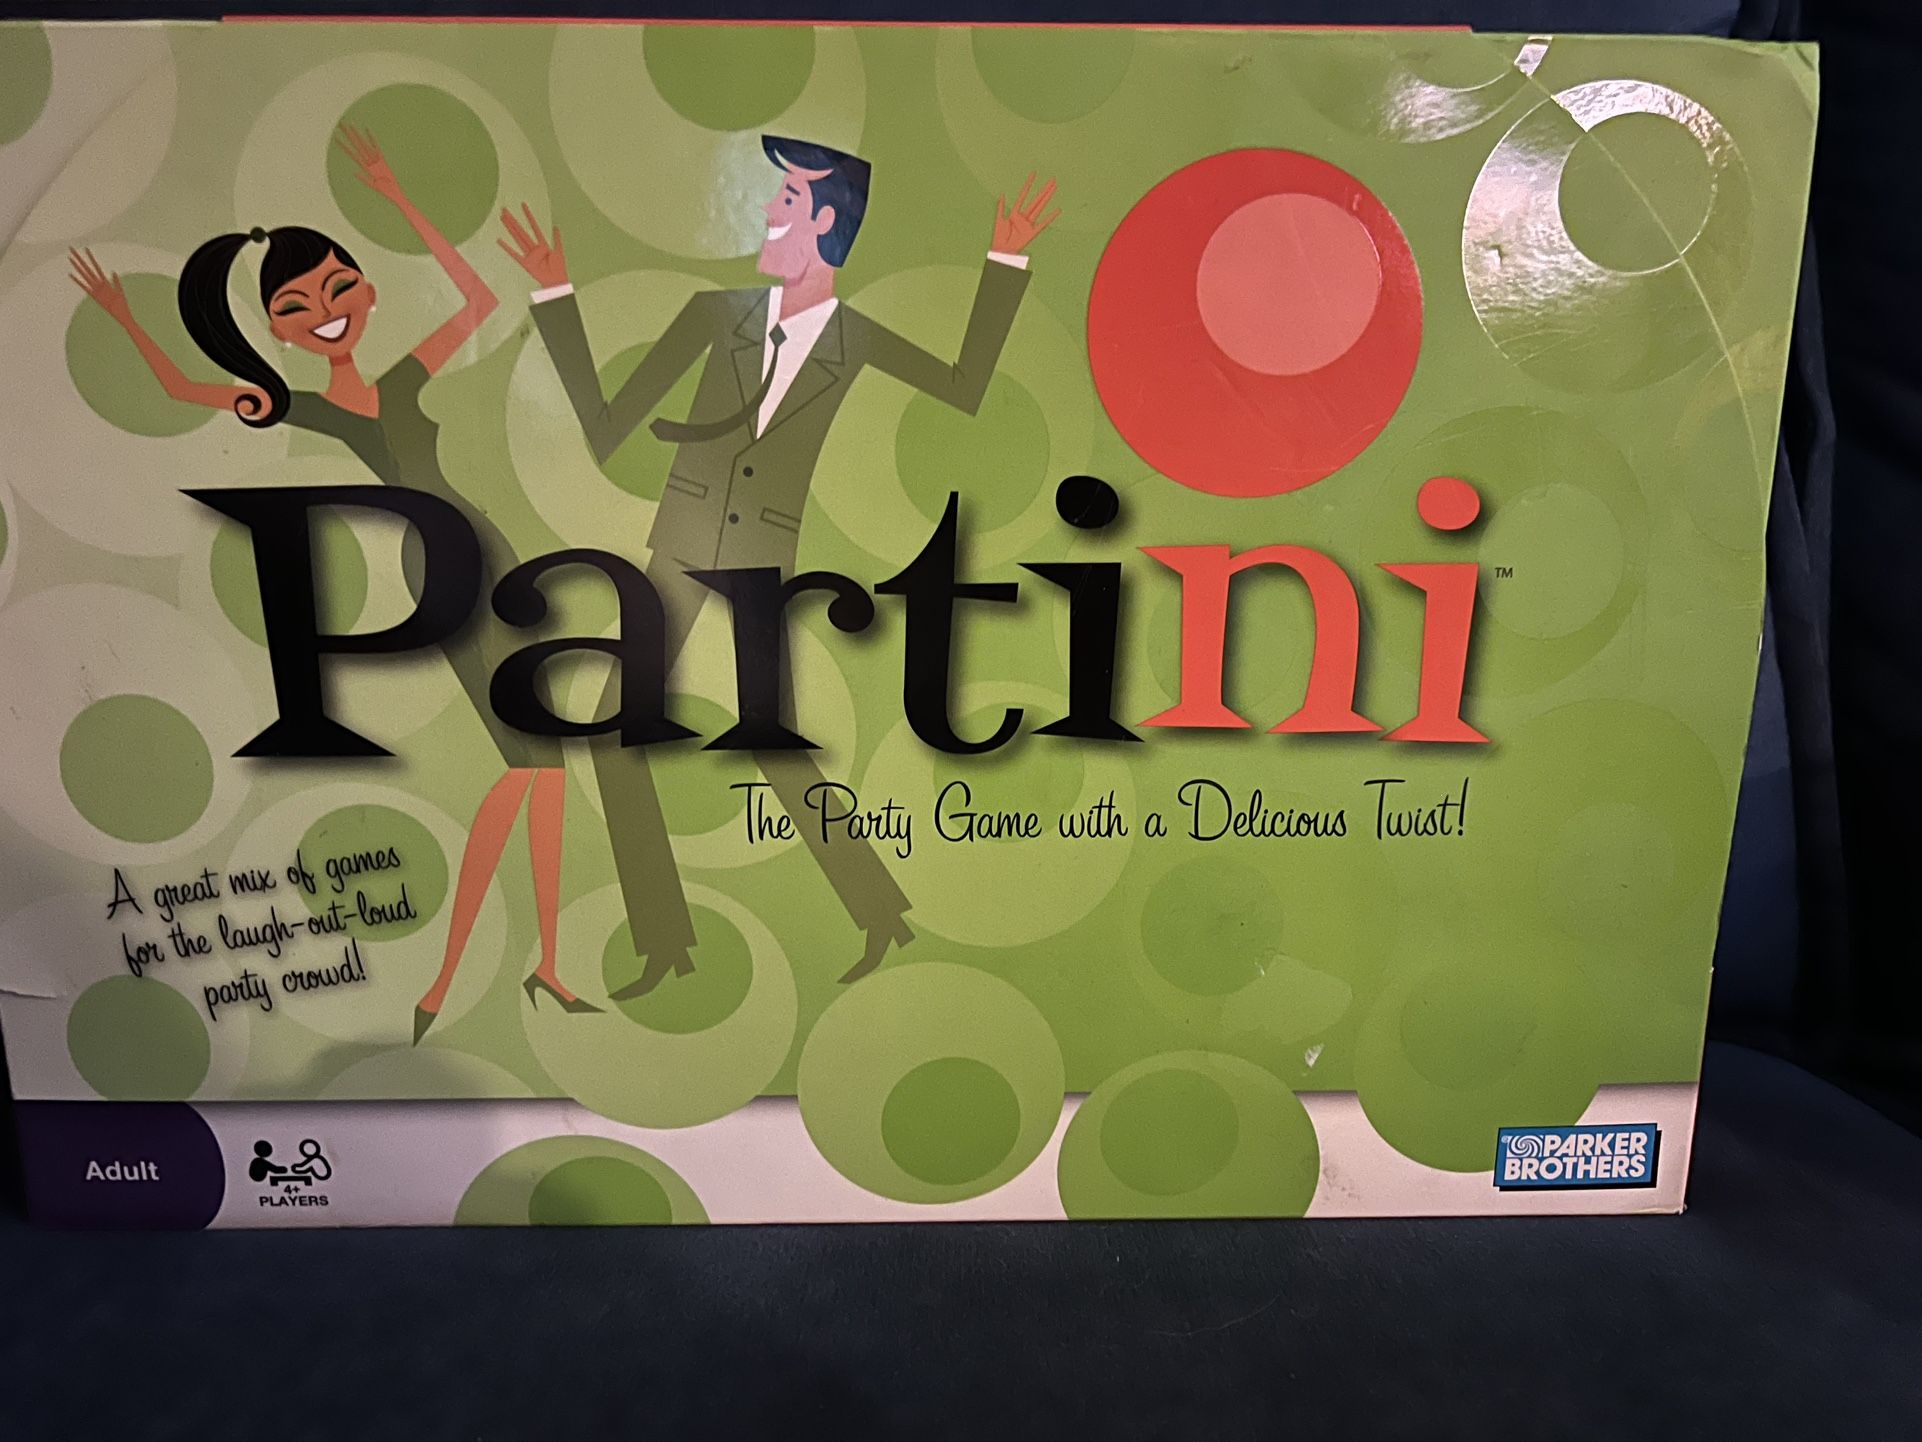 Partini™
The Party Game with a Delicious Twist!
A great mix of games
for the laugh-out-loud
party crowd!
Adult
4+
PLAYERS
PARKER
BROTHERS